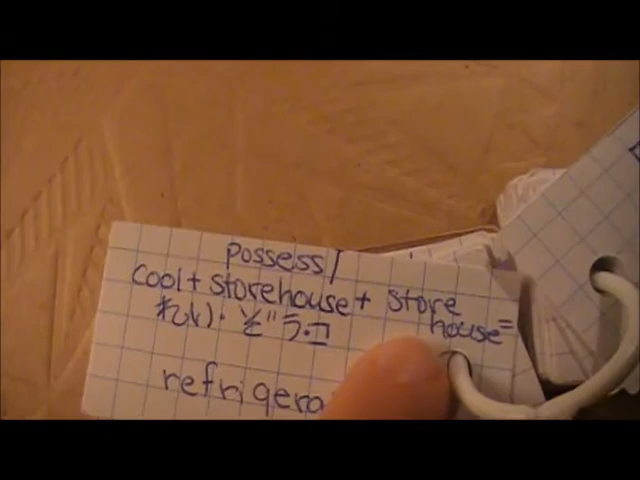 possess/
cool + storehouse + store
house =
れい・ぞう・こ
refrigera